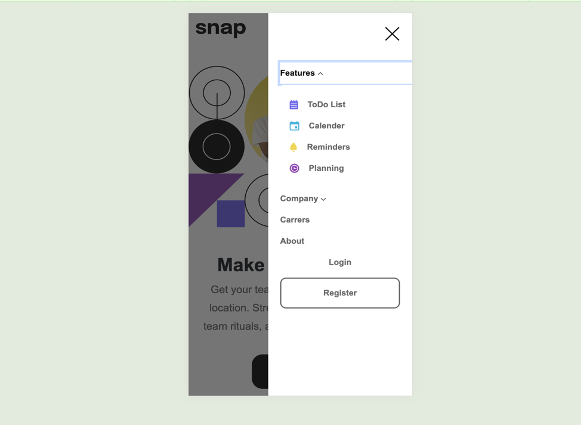 snap
Features
ToDo List
Calender
Reminders
Planning
Company
Carrers
About
Login
Register
Make
Get your tea
location. Stre
team rituals, a